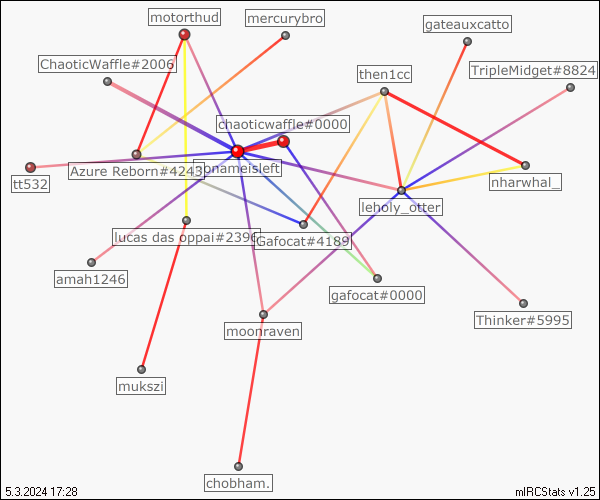 motorthud
mercurybro
gateauxcatto
ChaoticWaffle#2006
then1cc
TripleMidget#8824
chaoticwaffle#0000
tt532
Azure Reborn#4243
nonameisleft
nharwhal_
leholy_otter
lucas das oppai#2396
Gafocat#4189
amah1246
gafocat#0000
moonraven
Thinker#5995
mukszi
chobham.
5.3.2024 17:28
mIRCStats v1.25